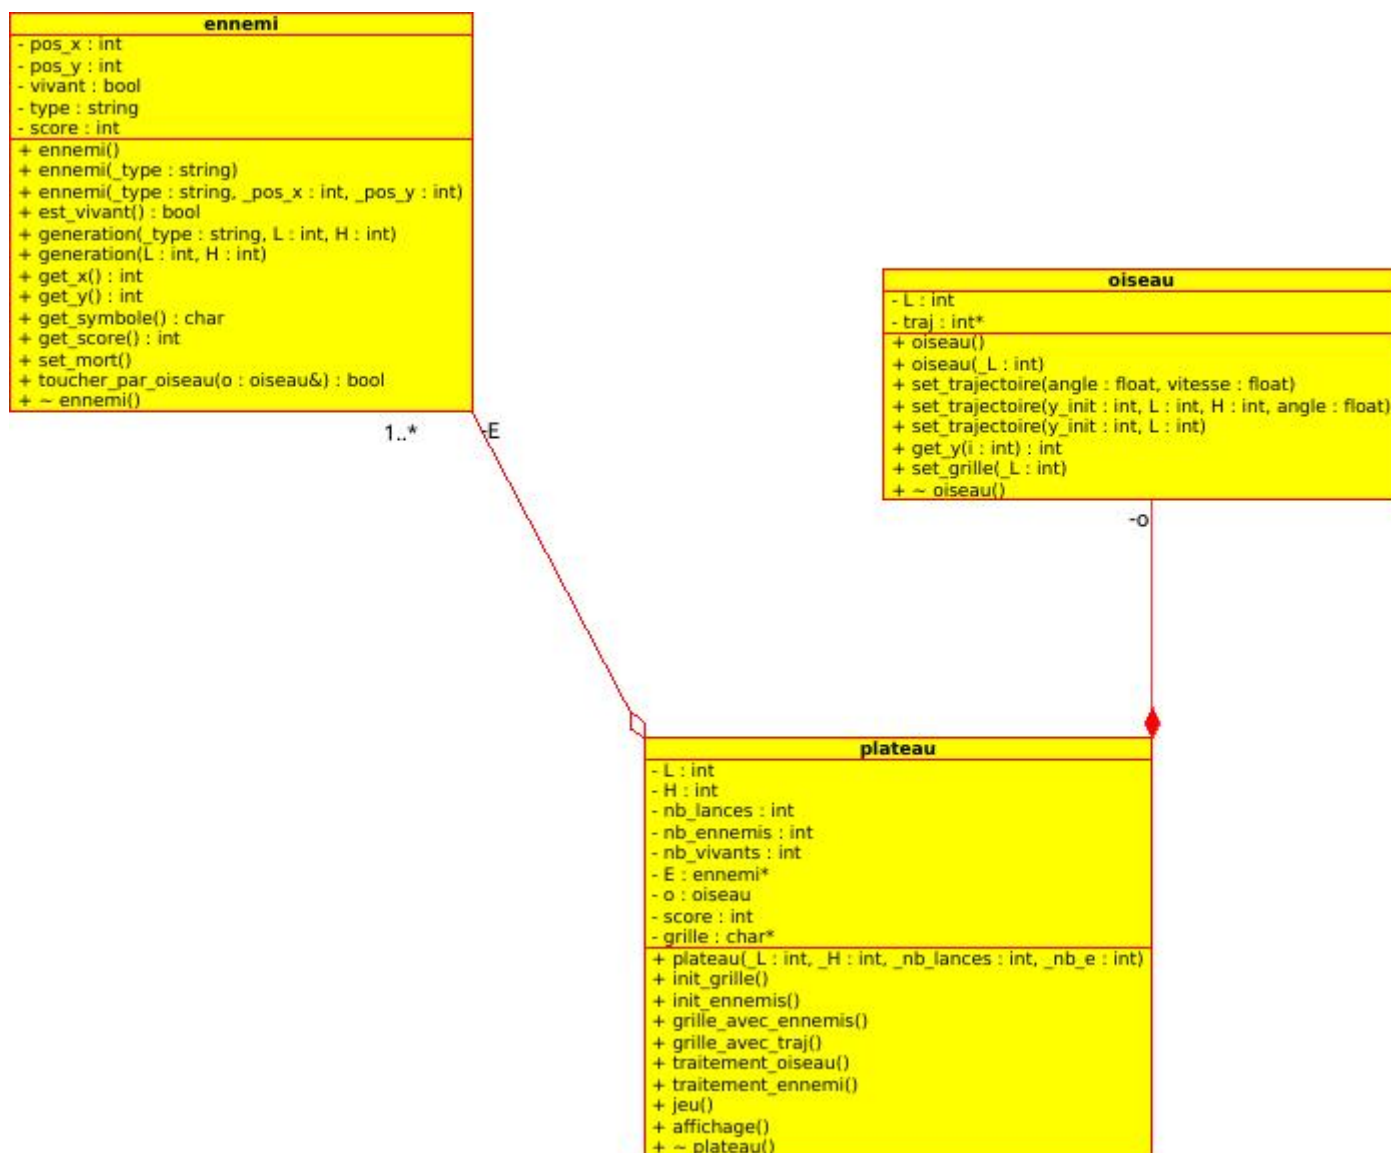 ennemi
- pos_x : int
- pos_y : int
- vivant : bool
- type : string
- score : int
+ ennemi()
+ ennemi(_type : string)
+ ennemi(_type : string, _pos_x : int, _pos_y : int)
+ est_vivant() : bool
+ generation(_type : string, L : int, H : int)
+ generation(L : int, H : int)
+ get_x() : int
+ get_y() : int
+ get_symbole() : char
+ get_score() : int
+ set_mort()
+ toucher_par_oiseau(o : oiseau&) : bool
+ ~ ennemi()
1..*
-E
oiseau
- L : int
- traj : int*
+ oiseau()
+ oiseau(_L : int)
+ set_trajectoire(angle : float, vitesse : float)
+ set_trajectoire(y_init : int, L : int, H : int, angle : float)
+ set_trajectoire(y_init : int, L : int)
+ get_y(i : int) : int
+ set_grille(_L : int)
+ ~ oiseau()
-o
plateau
- L : int
- H : int
- nb_lances : int
- nb_ennemis : int
- nb_vivants : int
- E : ennemi*
- o : oiseau
- score : int
- grille : char*
+ plateau(_L : int, _H : int, _nb_lances : int, _nb_e : int)
+ init_grille()
+ init_ennemis()
+ grille_avec_ennemis()
+ grille_avec_traj()
+ traitement_oiseau()
+ traitement_ennemi()
+ jeu()
+ affichage()
+ ~ plateau()